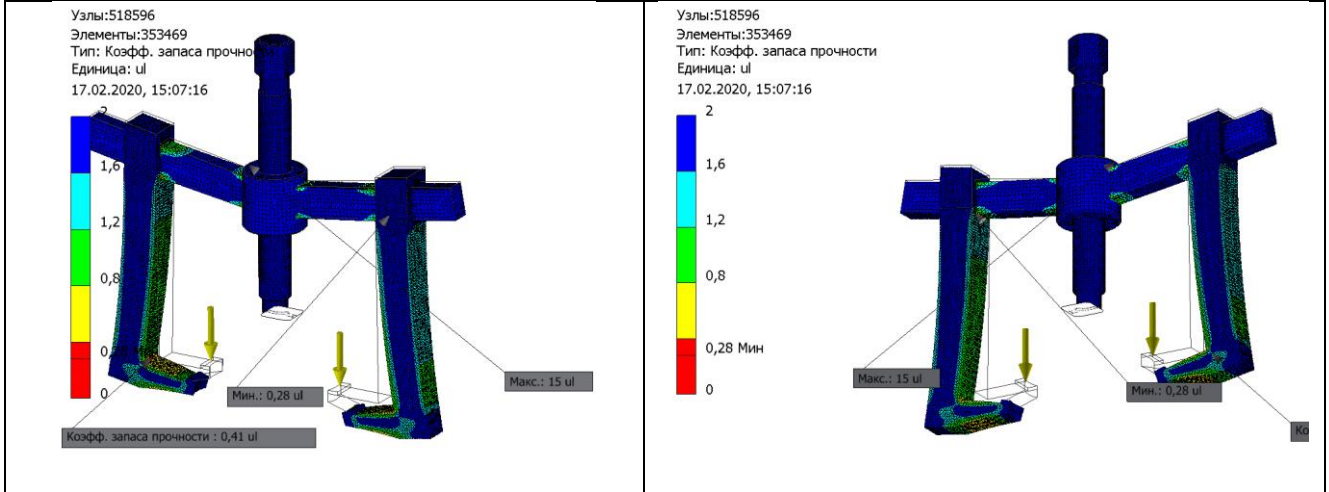 Узлы:518596
Элементы:353469
Тип: Коэфф. запаса прочно
Единица: ul
17.02.2020, 15:07:16
2
1,6
1,2
0,8
0,28 Мин
0
Макс.: 15 ul
Мин.: 0,28 ul
Коэфф. запаса прочности : 0,41 ul
Узлы:518596
Элементы:353469
Тип: Коэфф. запаса прочности
Единица: ul
17.02.2020, 15:07:16
2
1,6
1,2
0,8
0,28 Мин
0
Макс.: 15 ul
Мин.: 0,28 ul
Ко